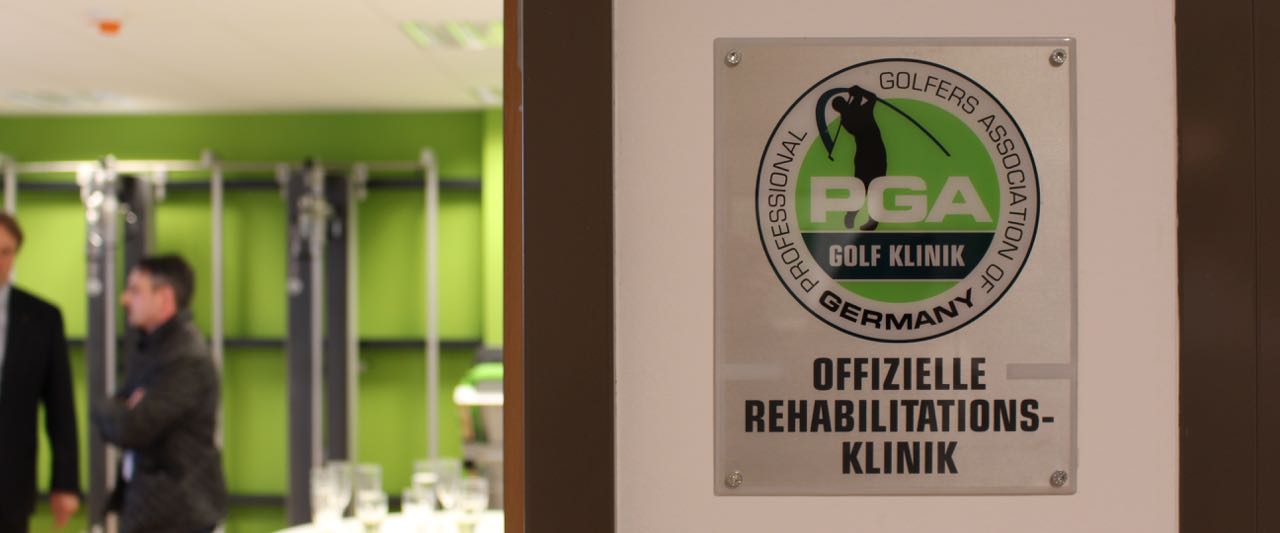 PROFESSIONAL GOLFERS ASSOCIATION OF
GERMANY
PGA
GOLF KLINIK
OFFIZIELLE
REHABILITATIONS-
KLINIK